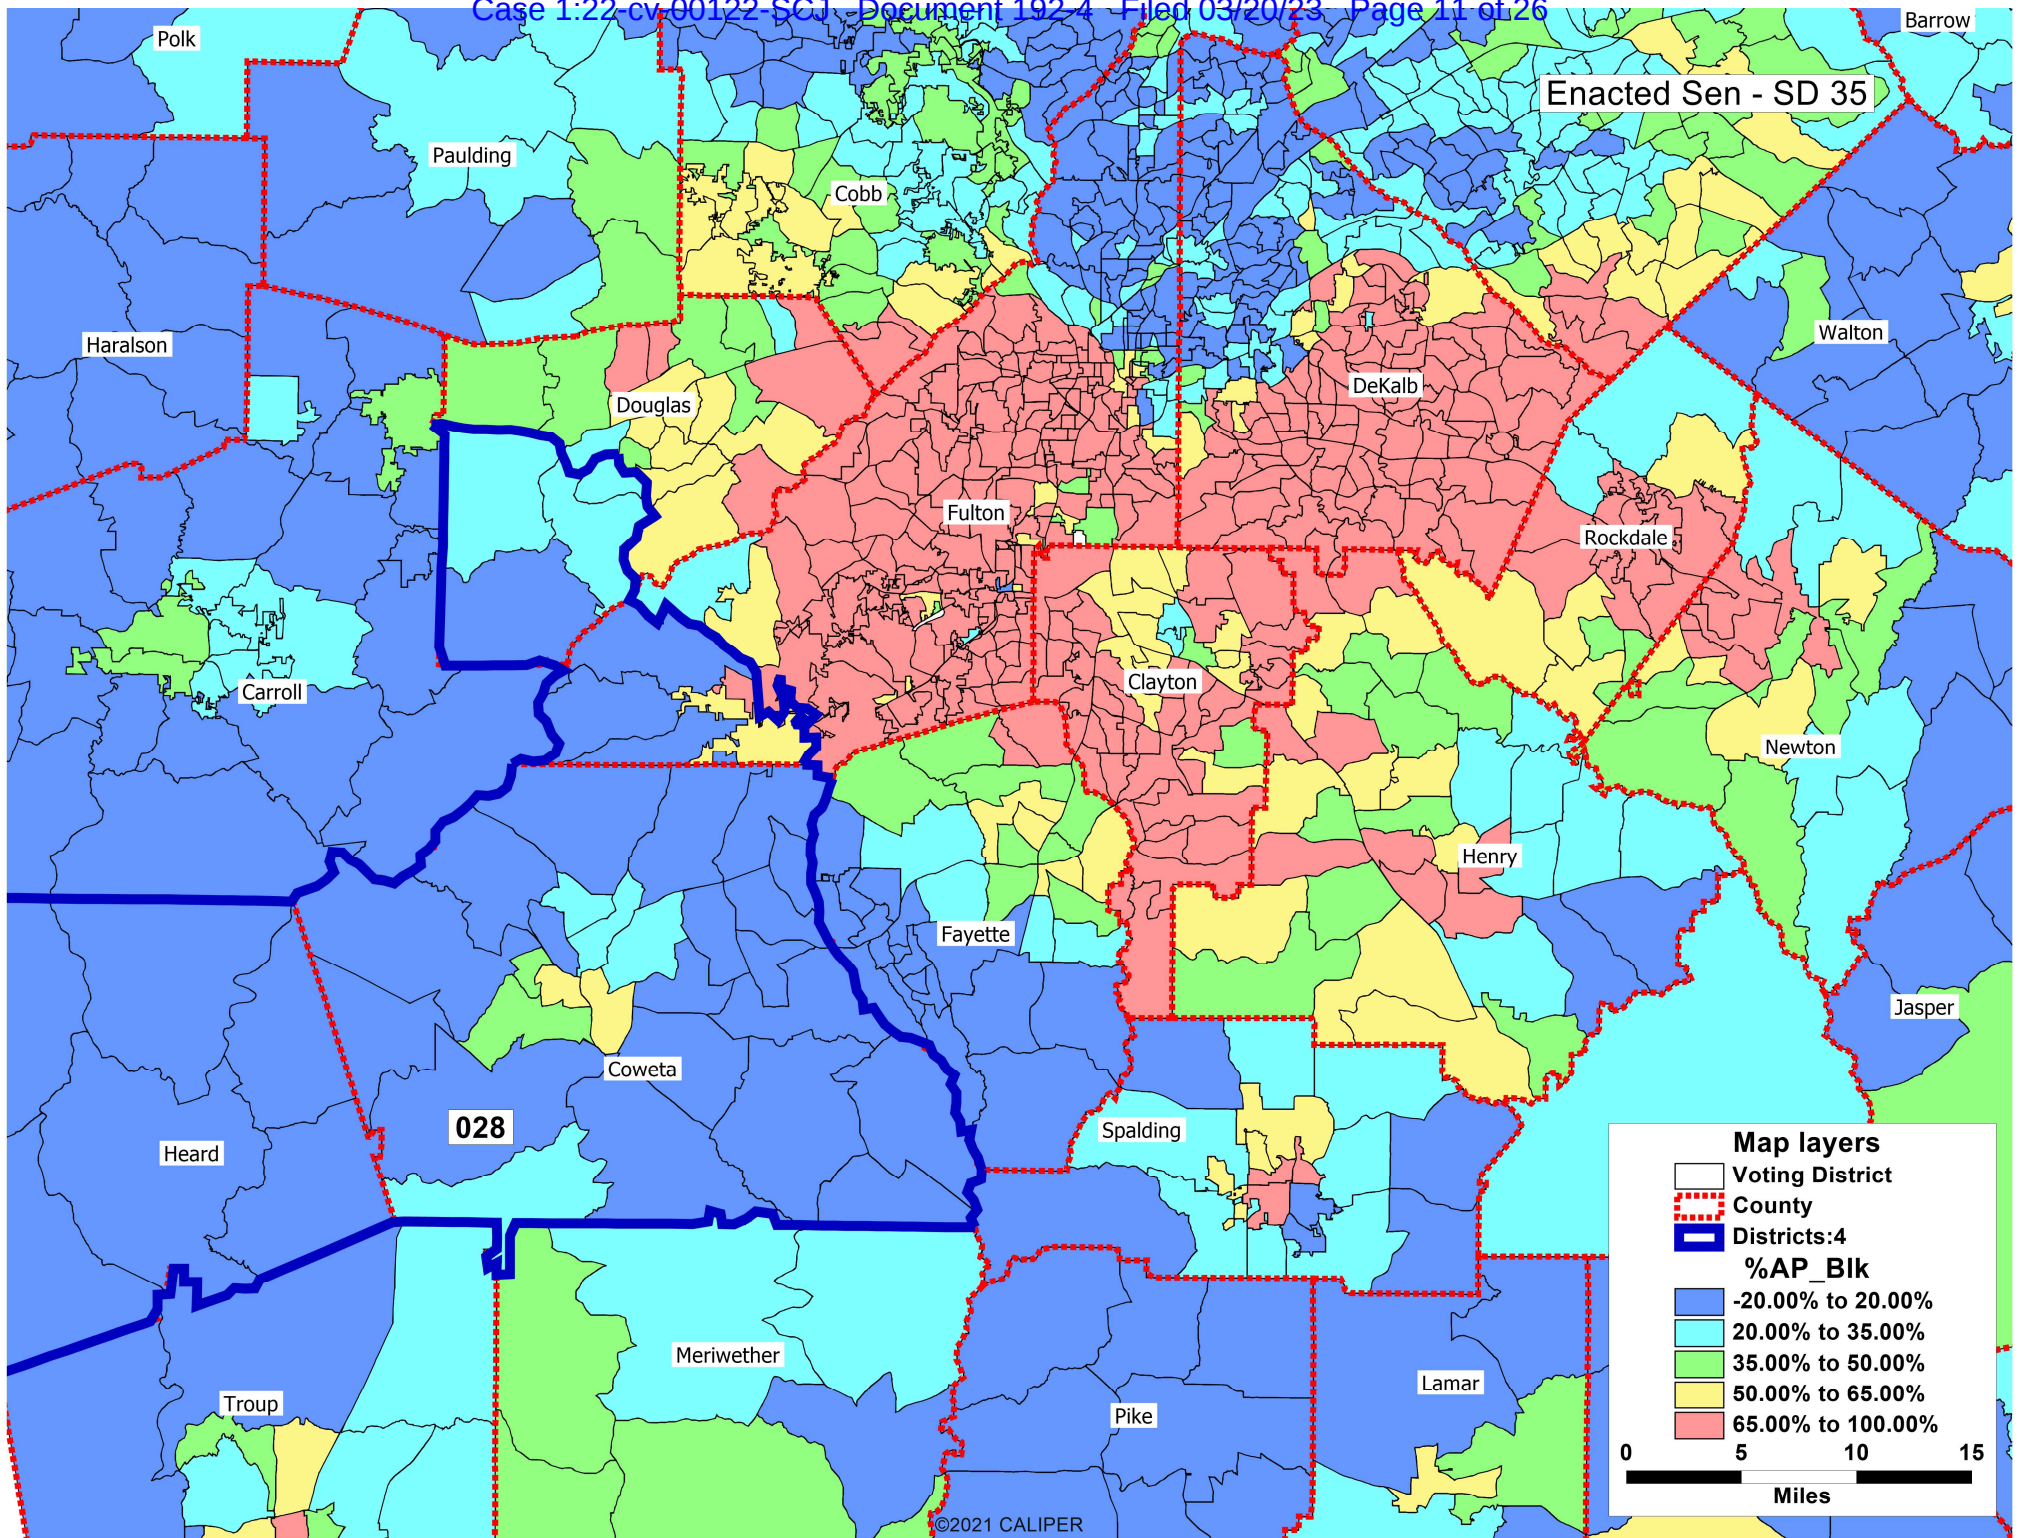 Case 1:22-cv-00122-SCJ Document 192-4 Filed 03/20/23 Page 11 of 26
Barrow
Polk
Enacted Sen - SD 35
Paulding
Cobb
Haralson
Walton
DeKalb
Douglas
Fulton
Rockdale
Carroll
Clayton
Newton
Henry
Fayette
Jasper
Coweta
028
Spalding
Heard
Meriwether
Lamar
Troup
Pike
Map layers
Voting District
County
Districts:4
%AP_Blk
-20.00% to 20.00%
20.00% to 35.00%
35.00% to 50.00%
50.00% to 65.00%
65.00% to 100.00%
0 5 10 15
Miles
©2021 CALIPER